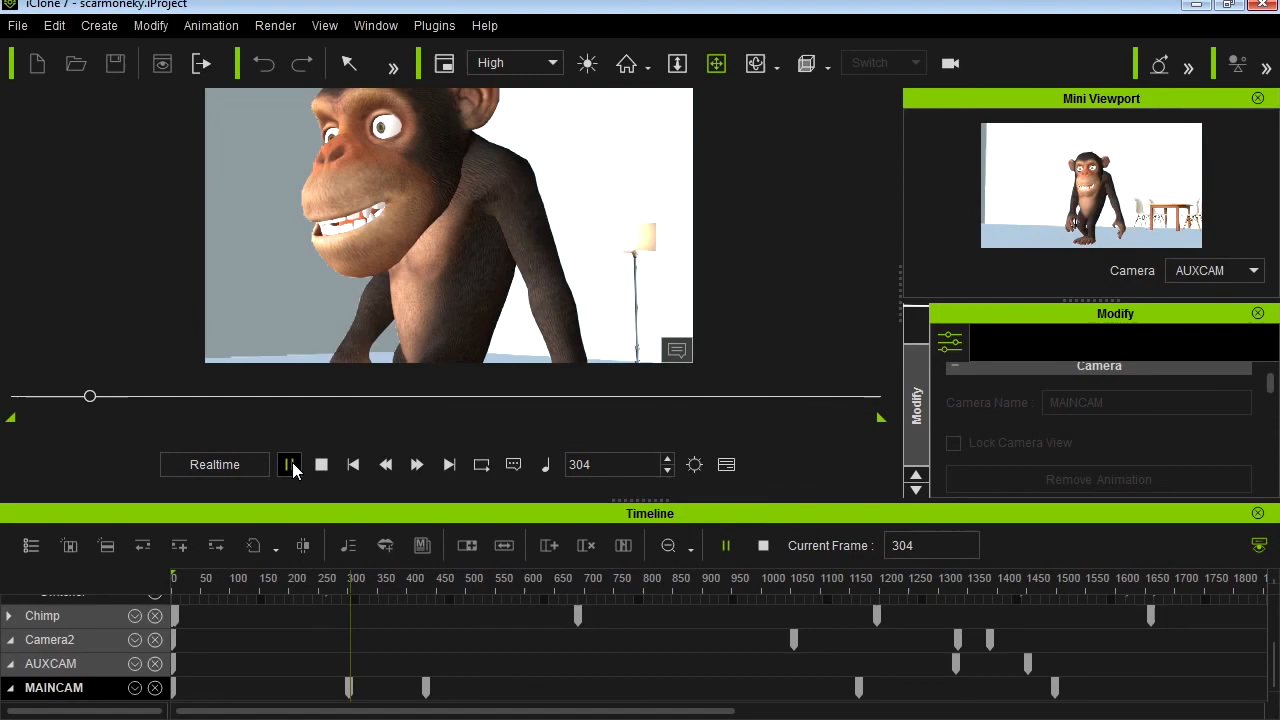 iClone 7 - scarmoneky.iProject
File Edit Create Modify Animation Render View Window Plugins Help
High
Switch
Mini Viewport
Camera AUXCAM
Modify
Camera
Modify
Camera Name : MAINCAM
Lock Camera View
Remove Animation
Realtime 304
Timeline
Current Frame : 304
0 50 100 150 200 250 300 350 400 450 500 550 600 650 700 750 800 850 900 950 1000 1050 1100 1150 1200 1250 1300 1350 1400 1450 1500 1550 1600 1650 1700 1750 1800
Chimp
Camera2
AUXCAM
MAINCAM